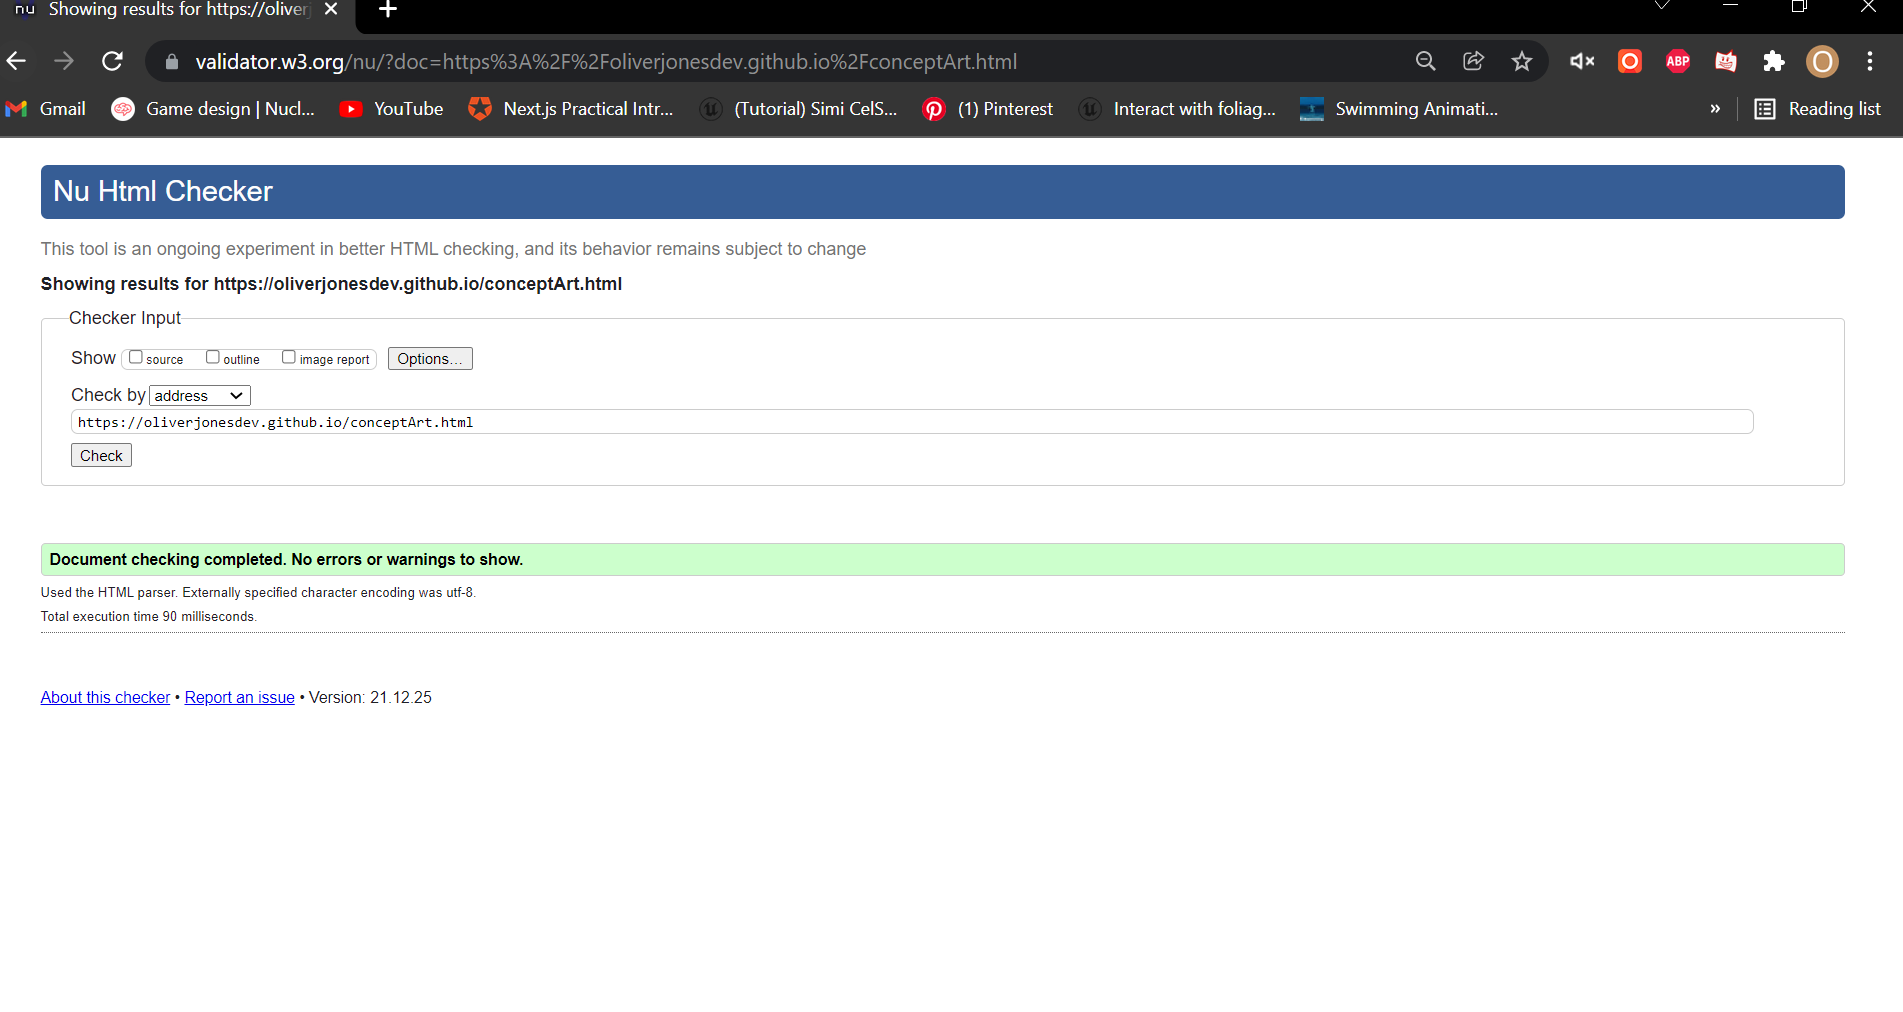 nu Showing results for https://oliverj
validator.w3.org/nu/?doc=https%3A%2F%2Foliverjonesdev.github.io%2FconceptArt.html ABP O
Gmail Game design | Nucl... YouTube Next.js Practical Intr... (Tutorial) Simi CelS... (1) Pinterest Interact with foliag... Swimming Animati... » Reading list
Nu Html Checker
This tool is an ongoing experiment in better HTML checking, and its behavior remains subject to change
Showing results for https://oliverjonesdev.github.io/conceptArt.html
Checker Input
Show source outline image report Options...
Check by address
https://oliverjonesdev.github.io/conceptArt.html
Check
Document checking completed. No errors or warnings to show.
Used the HTML parser. Externally specified character encoding was utf-8.
Total execution time 90 milliseconds.
About this checker • Report an issue • Version: 21.12.25